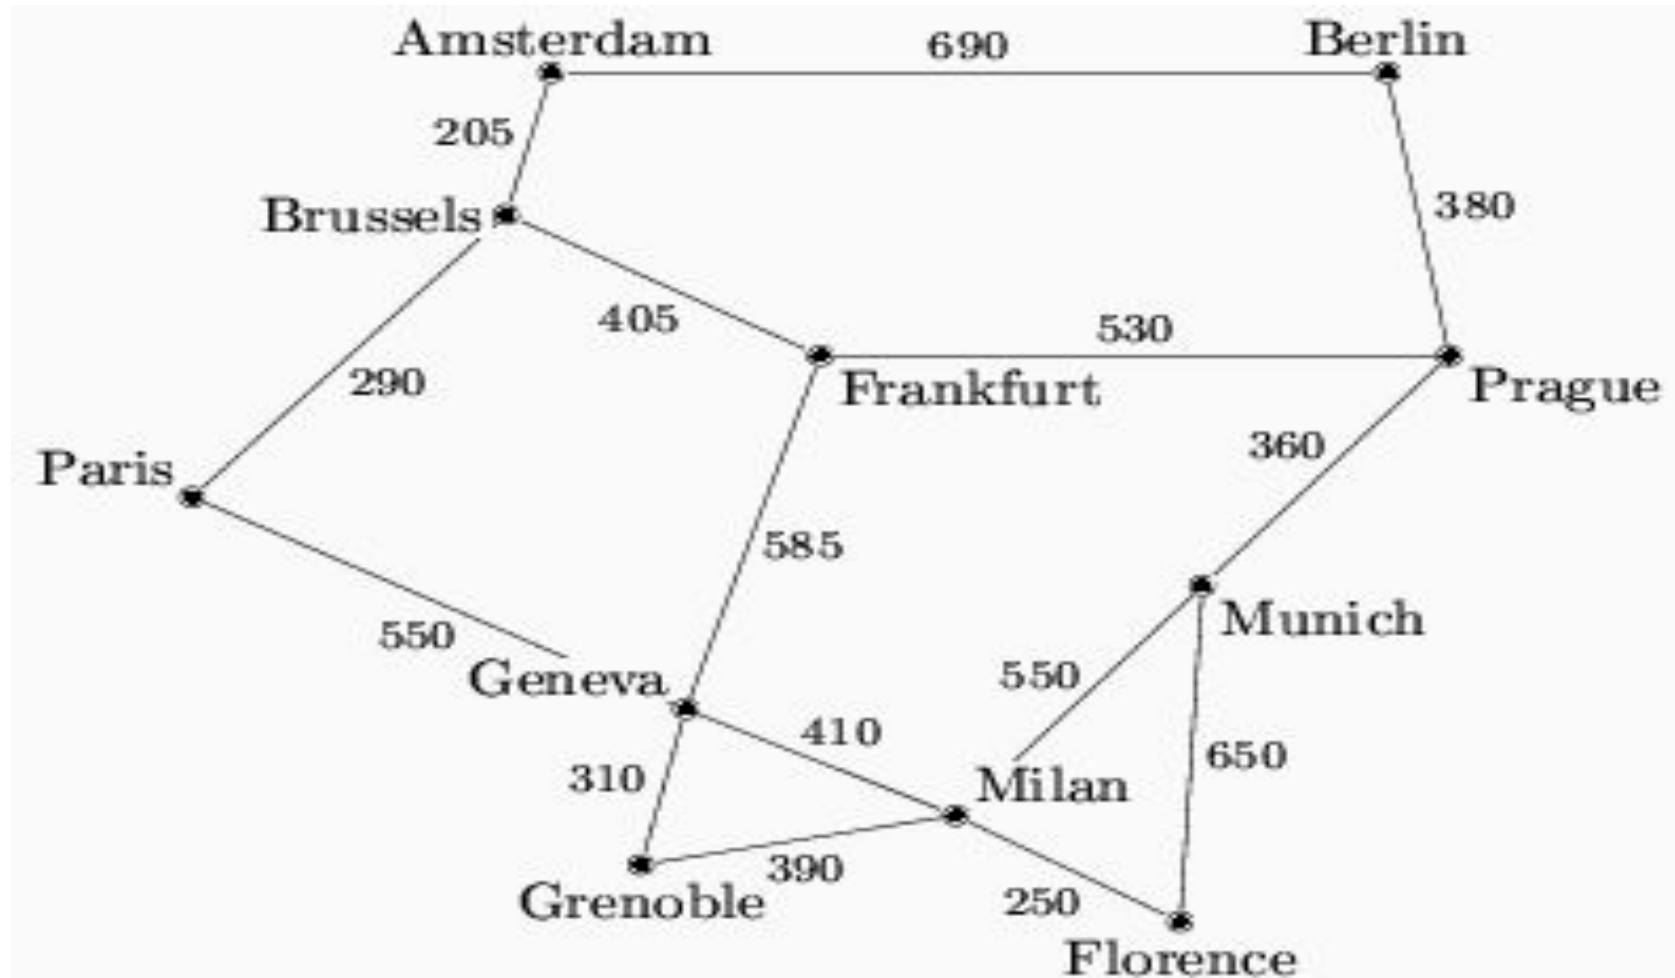 Amsterdam
690
Berlin
205
Brussels
380
405
530
290
Frankfurt
Prague
360
Paris
585
550
Munich
Geneva
550
410
650
310
Milan
390
Grenoble
250
Florence